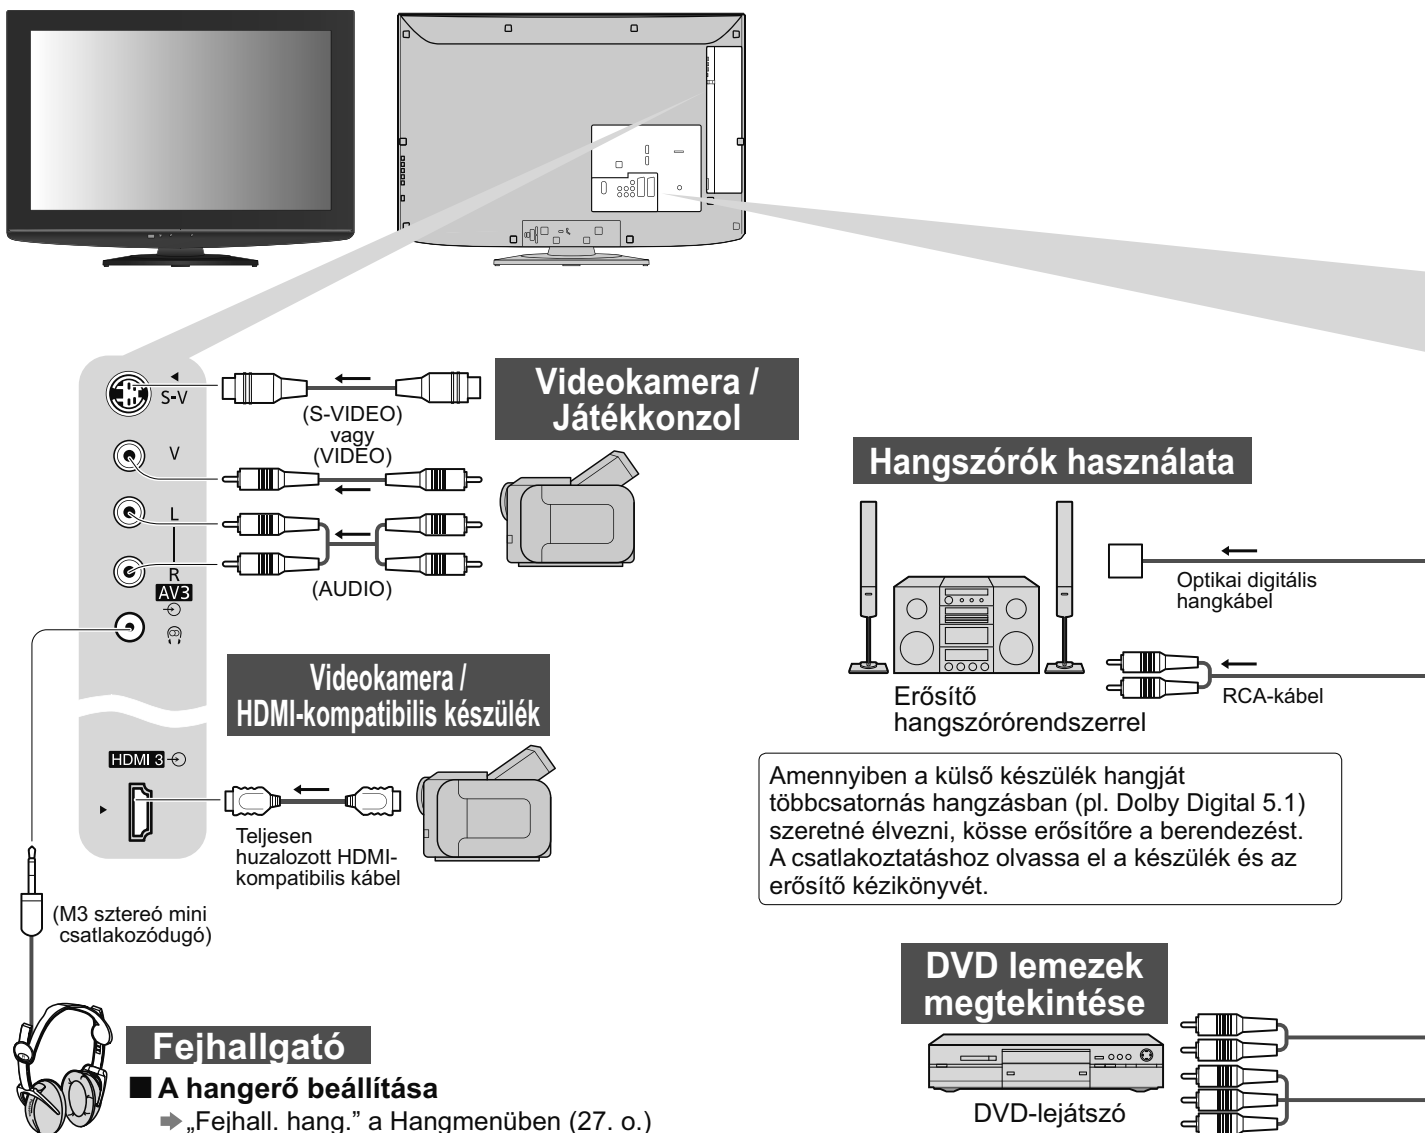 S-V
V
L
R
AV3
(S-VIDEO)
vagy
(VIDEO)
(AUDIO)
Videokamera /
Játékkonzol
Videokamera /
HDMI-kompatibilis készülék
HDMI 3
Teljesen
huzalozott HDMI-
kompatibilis kábel
(M3 sztereó mini
csatlakozódugó)
Fejhallgató
■ A hangerő beállítása
„Fejhall. hang.” a Hangmenüben (27. o.)
Hangszórók használata
Optikai digitális
hangkábel
RCA-kábel
Erősítő
hangszórórendszerrel
Amennyiben a külső készülék hangját
többcsatornás hangzásban (pl. Dolby Digital 5.1)
szeretné élvezni, kösse erősítőre a berendezést.
A csatlakoztatáshoz olvassa el a készülék és az
erősítő kézikönyvét.
DVD lemezek
megtekintése
DVD-lejátszó